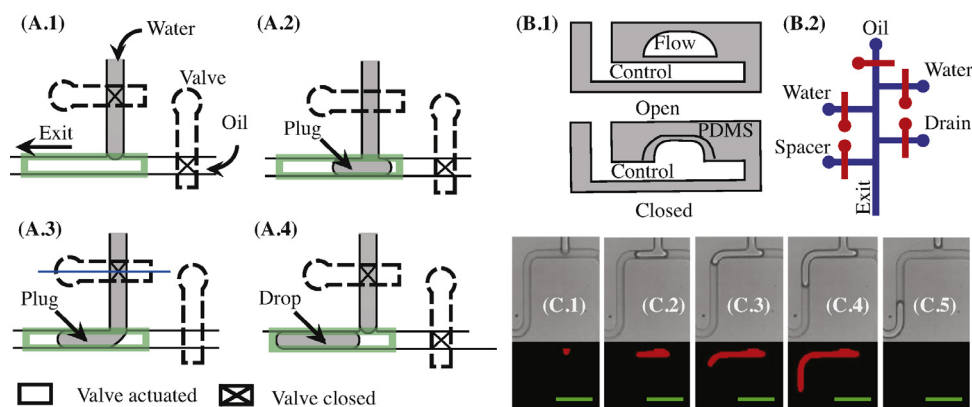 (A.1)
Water
Valve
Exit
Oil
(A.2)
Plug
(A.3)
Plug
(A.4)
Drop
Valve actuated
Valve closed
(B.1)
Flow
Control
Open
PDMS
Control
Closed
(B.2)
Oil
Water
Water
Drain
Spacer
Exit
(C.1)
(C.2)
(C.3)
(C.4)
(C.5)